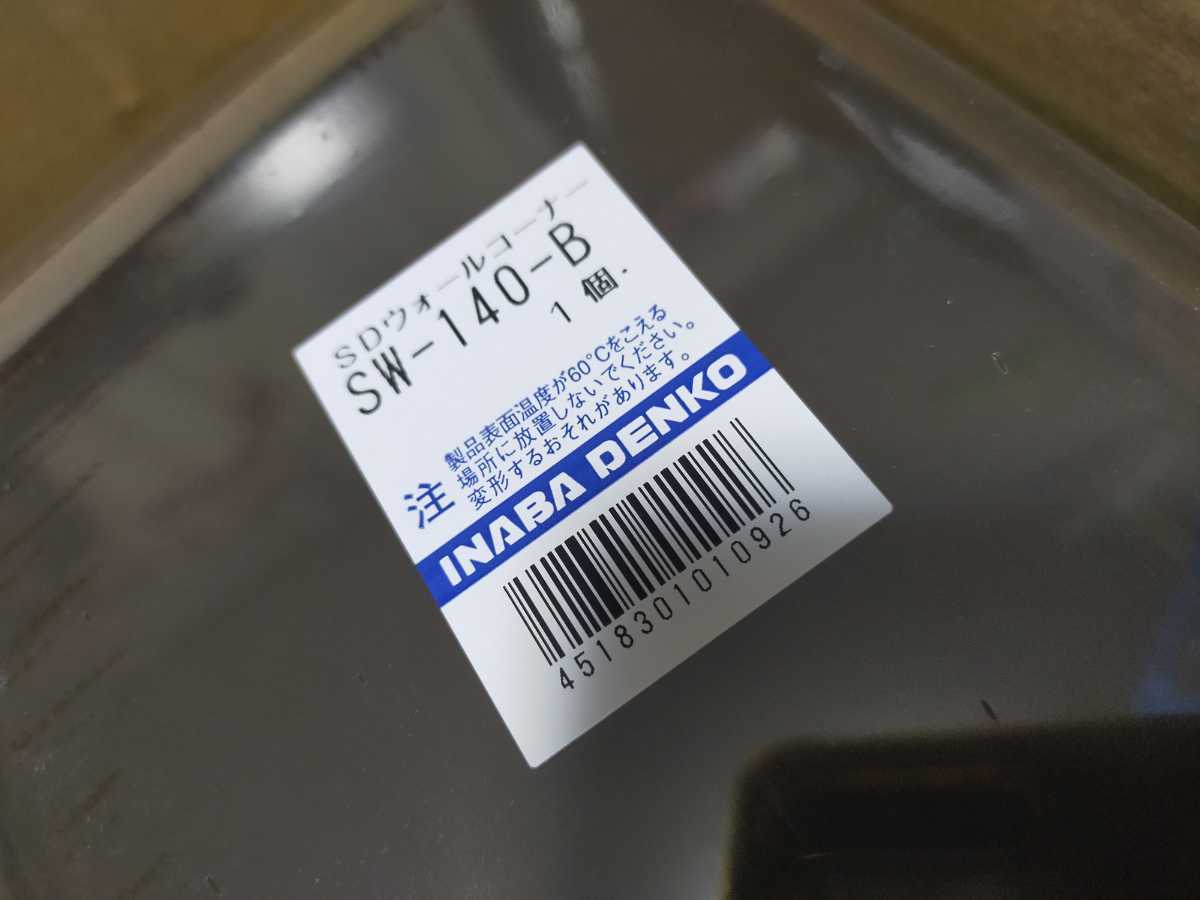 SDウォールコーナー
SW-140-B
1 個
注
製品表面温度が60℃をこえる
場所に放置しないでください。
変形するおそれがあります。
INABA DENKO
4518301010926